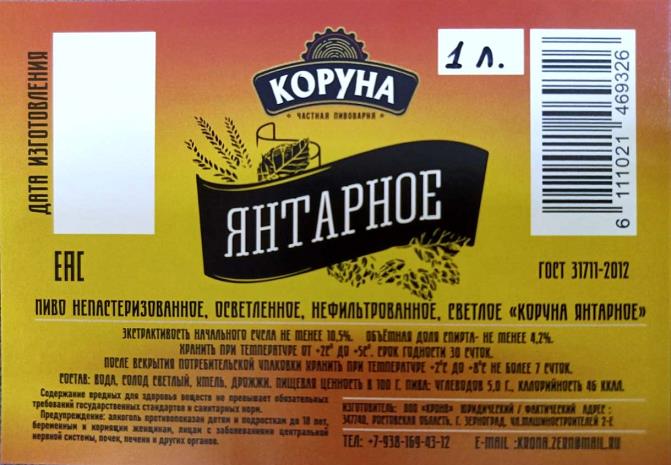 ДАТА ИЗГОТОВЛЕНИЯ
КОРУНА
ЧАСТНАЯ ПИВОВАРНЯ
1 л.
ЯНТАРНОЕ
6 111021 469326
ЕАС
ГОСТ 31711-2012
ПИВО НЕПАСТЕРИЗОВАННОЕ, ОСВЕТЛЕННОЕ, НЕФИЛЬТРОВАННОЕ, СВЕТЛОЕ «КОРУНА ЯНТАРНОЕ»
ЭКСТРАКТИВНОСТЬ НАЧАЛЬНОГО СУСЛА НЕ МЕНЕЕ 10,5%. ОБЪЁМНАЯ ДОЛЯ СПИРТА- НЕ МЕНЕЕ 4,2%.
ХРАНИТЬ ПРИ ТЕМПЕРАТУРЕ ОТ +2С° ДО +5С°. СРОК ГОДНОСТИ 30 СУТОК.
ПОСЛЕ ВСКРЫТИЯ ПОТРЕБИТЕЛЬСКОЙ УПАКОВКИ ХРАНИТЬ ПРИ ТЕМПЕРАТУРЕ +2°С ДО +8°С НЕ БОЛЕЕ 7 СУТОК.
СОСТАВ: ВОДА, СОЛОД СВЕТЛЫЙ, ХМЕЛЬ, ДРОЖЖИ. ПИЩЕВАЯ ЦЕННОСТЬ В 100 Г. ПИВА: УГЛЕВОДОВ 5,0 Г., КАЛОРИЙНОСТЬ 46 ККАЛ.
Содержание вредных для здоровья веществ не превышает обязательных
требований государственных стандартов и санитарных норм.
Предупреждение: алкоголь противопоказан детям и подросткам до 18 лет,
беременным и кормящим женщинам, лицам с заболеваниями центральной
нервной системы, почек, печени и других органов.
ИЗГОТОВИТЕЛЬ: ООО «КРОНА» ЮРИДИЧЕСКИЙ / ФАКТИЧЕСКИЙ АДРЕС :
347740, РОСТОВСКАЯ ОБЛАСТЬ, Г. ЗЕРНОГРАД, УЛ.МАШИНОСТРОИТЕЛЕЙ 2-Е
ТЕЛ: +7-938-169-43-12 E-MAIL :KRONA.ZERN@MAIL.RU